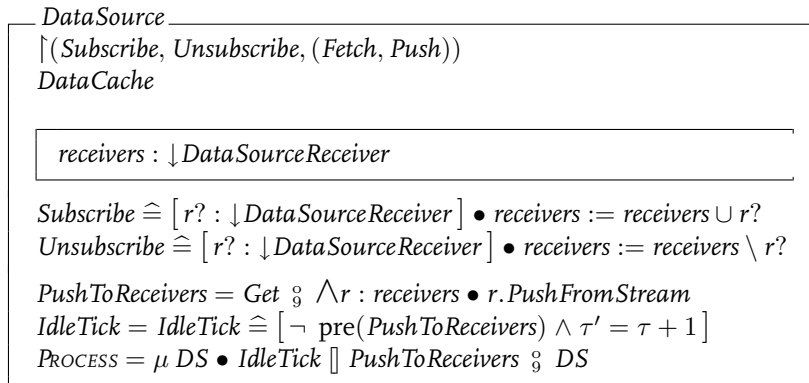 DataSource
↾(Subscribe, Unsubscribe, (Fetch, Push))
DataCache
receivers : ↓DataSourceReceiver
Subscribe ≙ [ r? : ↓DataSourceReceiver ] • receivers := receivers ∪ r?
Unsubscribe ≙ [ r? : ↓DataSourceReceiver ] • receivers := receivers \ r?
PushToReceivers = Get ⨟ ⋀r : receivers • r.PushFromStream
IdleTick = IdleTick ≙ [ ¬ pre(PushToReceivers) ∧ τ′ = τ + 1 ]
PROCESS = μ DS • IdleTick [] PushToReceivers ⨟ DS